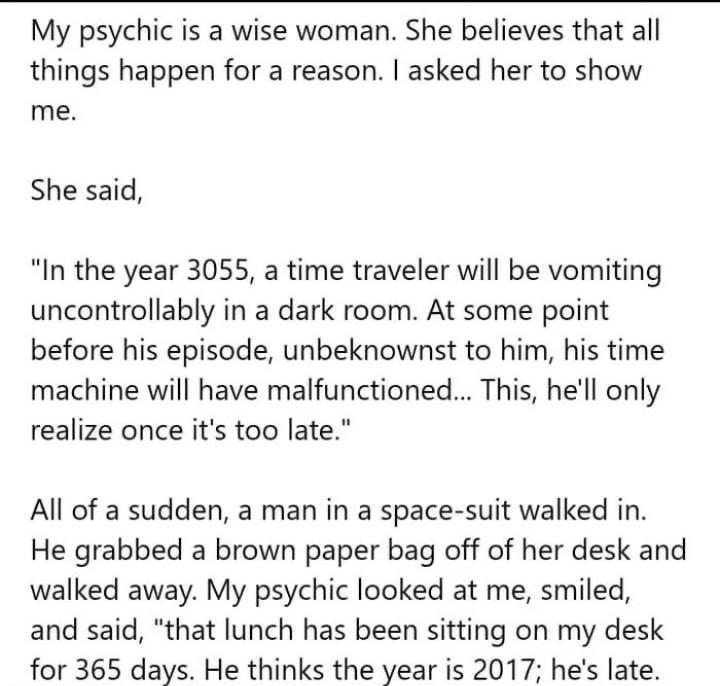 My psychic is a wise woman. She believes that all
things happen for a reason. I asked her to show
me.
She said,
"In the year 3055, a time traveler will be vomiting
uncontrollably in a dark room. At some point
before his episode, unbeknownst to him, his time
machine will have malfunctioned... This, he'll only
realize once it's too late."
All of a sudden, a man in a space-suit walked in.
He grabbed a brown paper bag off of her desk and
walked away. My psychic looked at me, smiled,
and said, "that lunch has been sitting on my desk
for 365 days. He thinks the year is 2017; he's late.